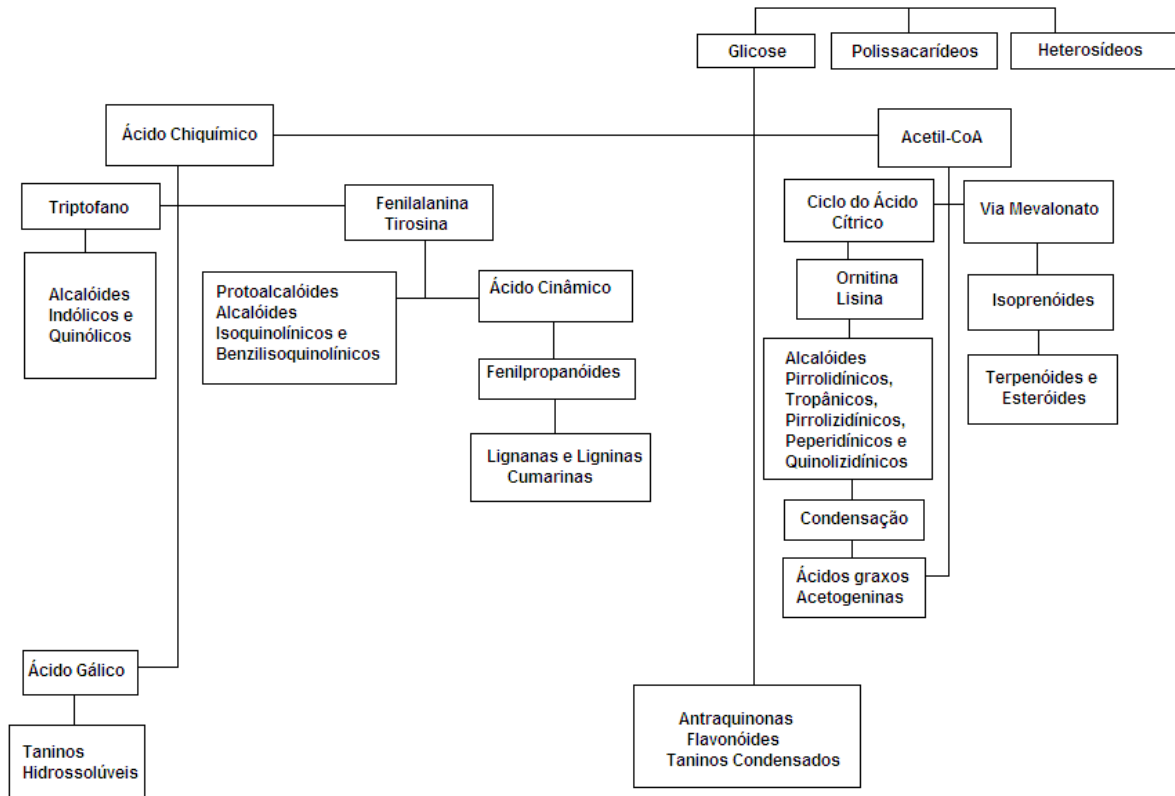 Glicose
Polissacarídeos
Heterosídeos
Ácido Chiquímico
Acetil-CoA
Triptofano
Fenilalanina
Tirosina
Ciclo do Ácido
Cítrico
Via Mevalonato
Alcalóides
Indólicos e
Quinólicos
Protoalcalóides
Alcalóides
Isoquinolínicos e
Benzilisoquinolínicos
Ácido Cinâmico
Ornitina
Lisina
Isoprenóides
Fenilpropanóides
Alcalóides
Pirrolidínicos,
Tropânicos,
Pirrolizidínicos,
Peperidínicos e
Quinolizidínicos
Terpenóides e
Esteróides
Lignanas e Ligninas
Cumarinas
Condensação
Ácidos graxos
Acetogeninas
Ácido Gálico
Taninos
Hidrossolúveis
Antraquinonas
Flavonóides
Taninos Condensados